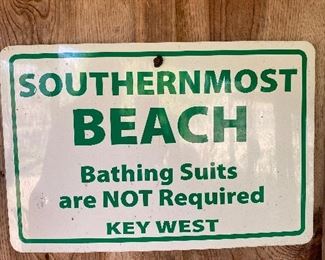 SOUTHERNMOST
BEACH
Bathing Suits
are NOT Required
KEY WEST